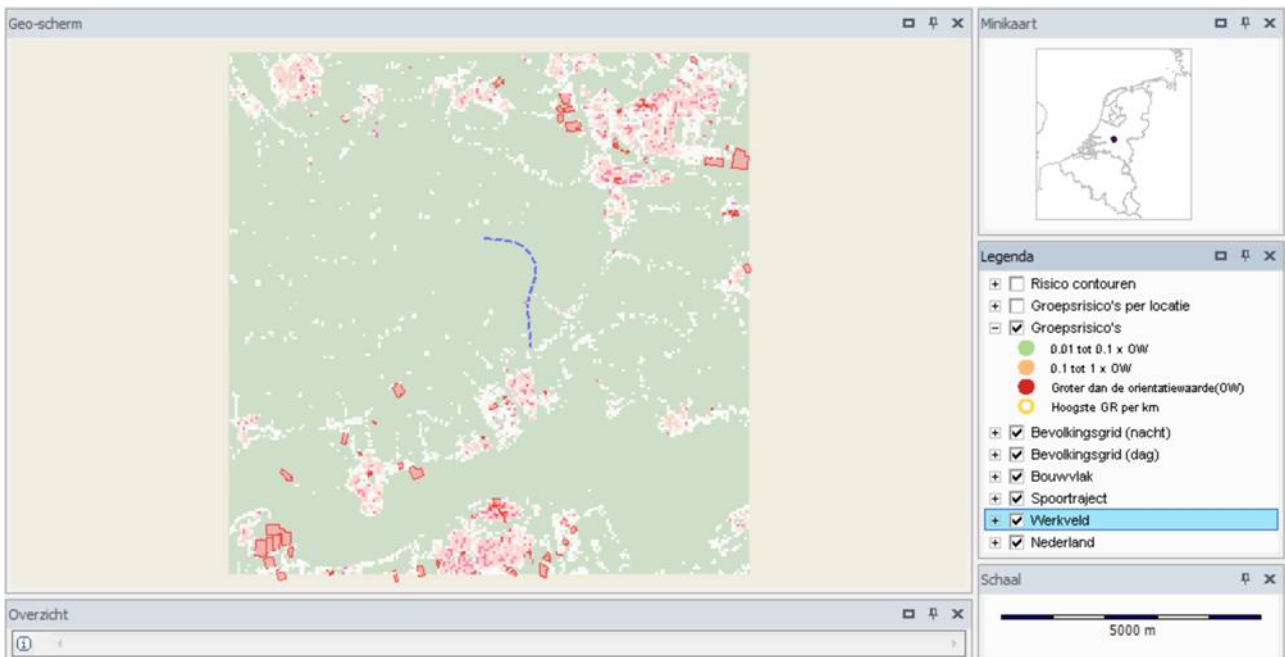 Geo-scherm
Minikaart
Legenda
Risico contouren
Groepsrisico's per locatie
Groepsrisico's
0.01 tot 0.1 x OW
0.1 tot 1 x OW
Groter dan de orientatiewaarde(OW)
Hoogste GR per km
Bevolkingsgrid (nacht)
Bevolkingsgrid (dag)
Bouwvlak
Spoortraject
Werkveld
Nederland
Schaal
5000 m
Overzicht